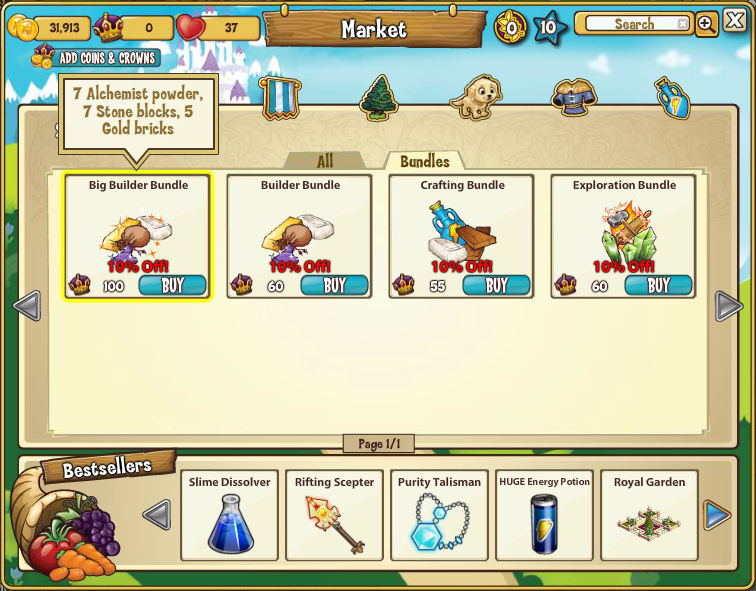 31,913
0
37
Market
0
10
Search
ADD COINS & CROWNS
7 Alchemist powder,
7 Stone blocks, 5
Gold bricks
All
Bundles
Big Builder Bundle
10% Off!
100
BUY
Builder Bundle
10% Off!
60
BUY
Crafting Bundle
10% Off!
55
BUY
Exploration Bundle
10% Off!
60
BUY
Page 1/1
Bestsellers
Slime Dissolver
Rifting Scepter
Purity Talisman
HUGE Energy Potion
Royal Garden